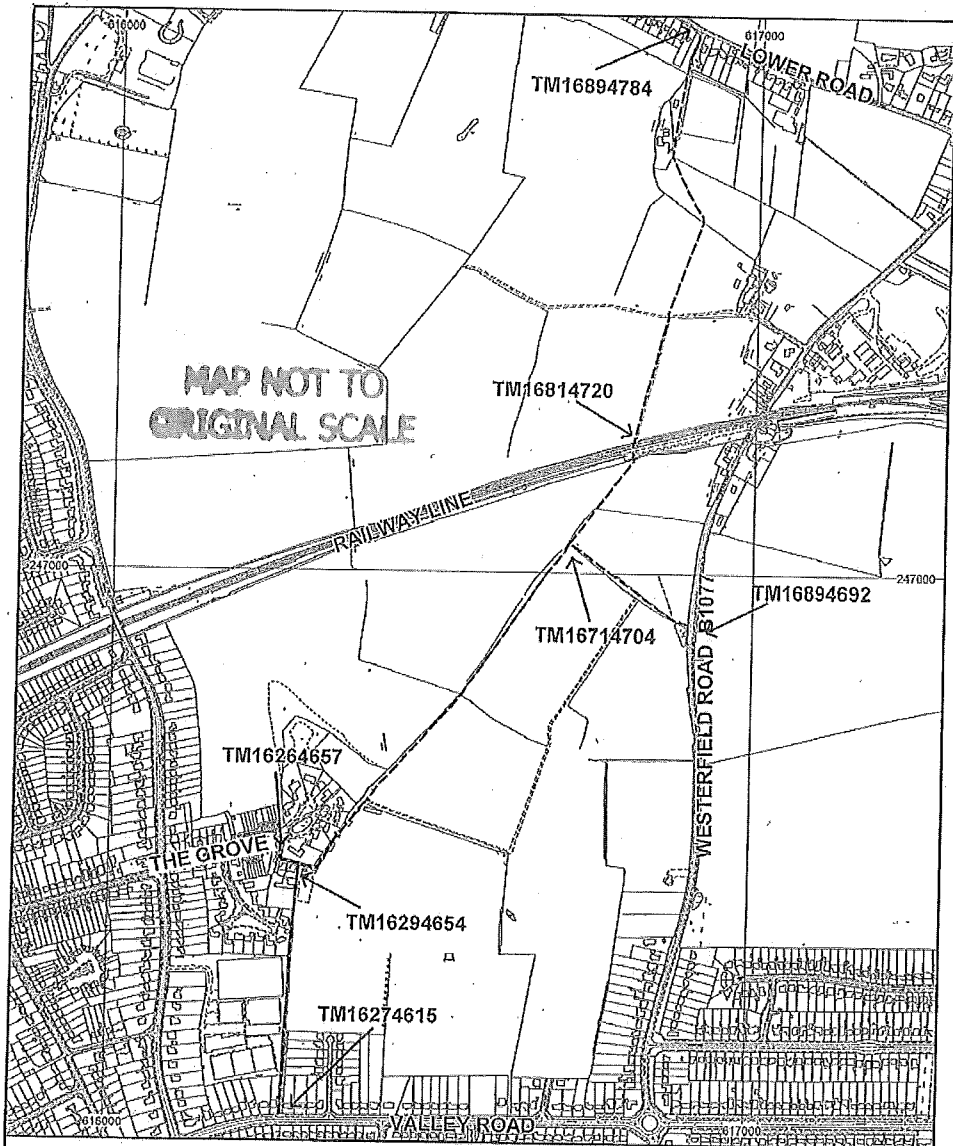 616000
617000
LOWER ROAD
TM16894784
MAP NOT TO
ORIGINAL SCALE
TM16814720
RAILWAY LINE
247000
247000
TM16894692
TM16714704
WESTERFIELD ROAD B1077
TM16264657
THE GROVE
TM16294654
TM16274615
616000
VALLEY ROAD
617000